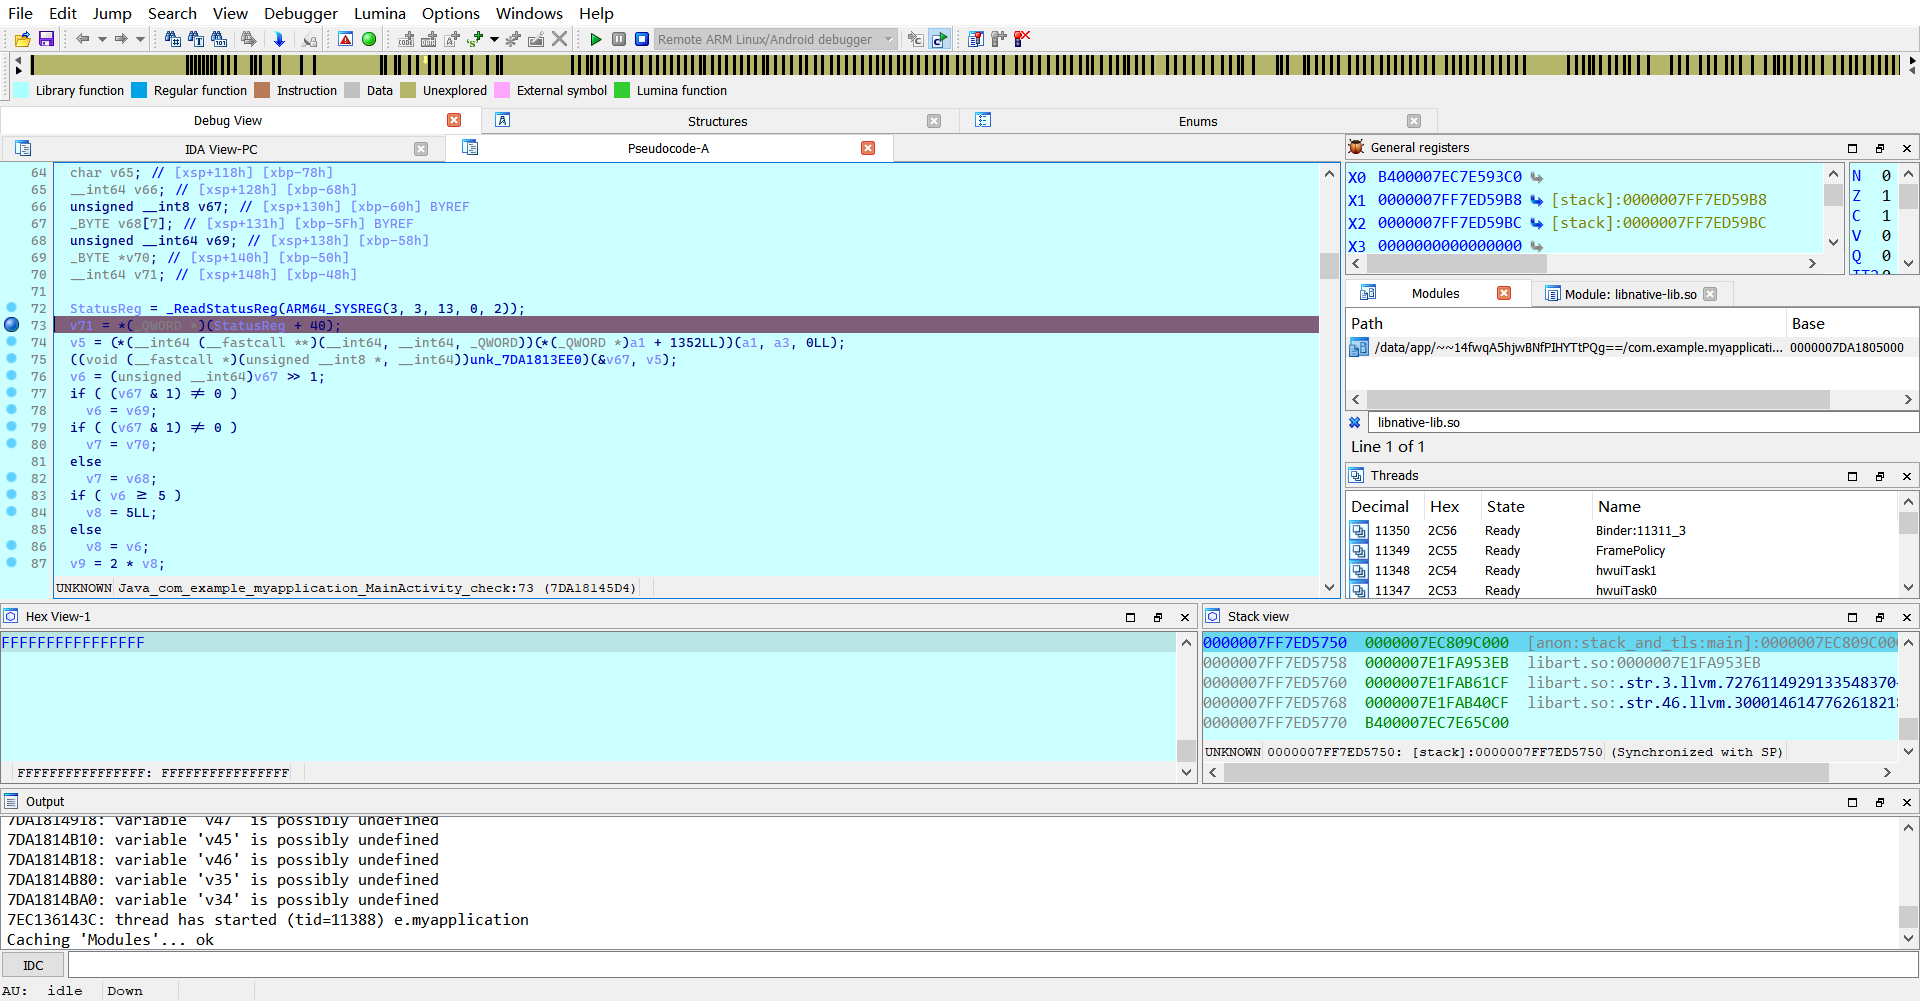 File Edit Jump Search View Debugger Lumina Options Windows Help
Remote ARM Linux/Android debugger
Library function Regular function Instruction Data Unexplored External symbol Lumina function
Debug View Structures Enums
IDA View-PC Pseudocode-A
64 char v65; // [xsp+118h] [xbp-78h]
65 __int64 v66; // [xsp+128h] [xbp-68h]
66 unsigned __int8 v67; // [xsp+130h] [xbp-60h] BYREF
67 _BYTE v68[7]; // [xsp+131h] [xbp-5Fh] BYREF
68 unsigned __int64 v69; // [xsp+138h] [xbp-58h]
69 _BYTE *v70; // [xsp+140h] [xbp-50h]
70 __int64 v71; // [xsp+148h] [xbp-48h]
71
72 StatusReg = _ReadStatusReg(ARM64_SYSREG(3, 3, 13, 0, 2));
73 v71 = *(_QWORD *)(StatusReg + 40);
74 v5 = (*(__int64 (__fastcall **)(__int64, __int64, _QWORD))(*(_QWORD *)a1 + 1352LL))(a1, a3, 0LL);
75 ((void (__fastcall *)(unsigned __int8 *, __int64))unk_7DA1813EE0)(&v67, v5);
76 v6 = (unsigned __int64)v67 >> 1;
77 if ( (v67 & 1) ≠ 0 )
78 v6 = v69;
79 if ( (v67 & 1) ≠ 0 )
80 v7 = v70;
81 else
82 v7 = v68;
83 if ( v6 ≥ 5 )
84 v8 = 5LL;
85 else
86 v8 = v6;
87 v9 = 2 * v8;
UNKNOWN Java_com_example_myapplication_MainActivity_check:73 (7DA18145D4)
General registers
X0 B400007EC7E593C0
X1 0000007FF7ED59B8 [stack]:0000007FF7ED59B8
X2 0000007FF7ED59BC [stack]:0000007FF7ED59BC
X3 0000000000000000
N 0
Z 1
C 1
V 0
Q 0
Modules Module: libnative-lib.so
Path Base
/data/app/~~14fwqA5hjwBNfPIHYTtPQg==/com.example.myapplicati... 0000007DA1805000
libnative-lib.so
Line 1 of 1
Threads
Decimal Hex State Name
11350 2C56 Ready Binder:11311_3
11349 2C55 Ready FramePolicy
11348 2C54 Ready hwuiTask1
11347 2C53 Ready hwuiTask0
Hex View-1
FFFFFFFFFFFFFFFF
FFFFFFFFFFFFFFFF: FFFFFFFFFFFFFFFF
Stack view
0000007FF7ED5750 0000007EC809C000 [anon:stack_and_tls:main]:0000007EC809C00
0000007FF7ED5758 0000007E1FA953EB libart.so:0000007E1FA953EB
0000007FF7ED5760 0000007E1FAB61CF libart.so:.str.3.llvm.7276114929133548370
0000007FF7ED5768 0000007E1FAB40CF libart.so:.str.46.llvm.300014614776261821
0000007FF7ED5770 B400007EC7E65C00
UNKNOWN 0000007FF7ED5750: [stack]:0000007FF7ED5750 (Synchronized with SP)
Output
7DA1814918: variable 'v47' is possibly undefined
7DA1814B10: variable 'v45' is possibly undefined
7DA1814B18: variable 'v46' is possibly undefined
7DA1814B80: variable 'v35' is possibly undefined
7DA1814BA0: variable 'v34' is possibly undefined
7EC136143C: thread has started (tid=11388) e.myapplication
Caching 'Modules'... ok
IDC
AU: idle Down